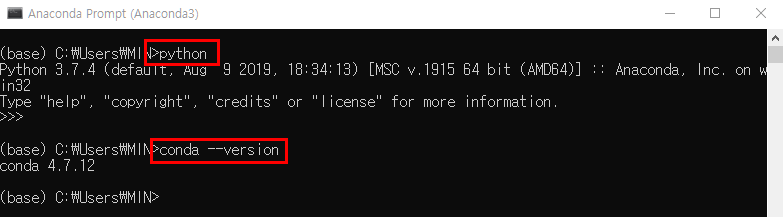 Anaconda Prompt (Anaconda3)
(base) C:₩Users₩MIN>python
Python 3.7.4 (default, Aug  9 2019, 18:34:13) [MSC v.1915 64 bit (AMD64)] :: Anaconda, Inc. on w
in32
Type "help", "copyright", "credits" or "license" for more information.
>>>
(base) C:₩Users₩MIN>conda --version
conda 4.7.12
(base) C:₩Users₩MIN>